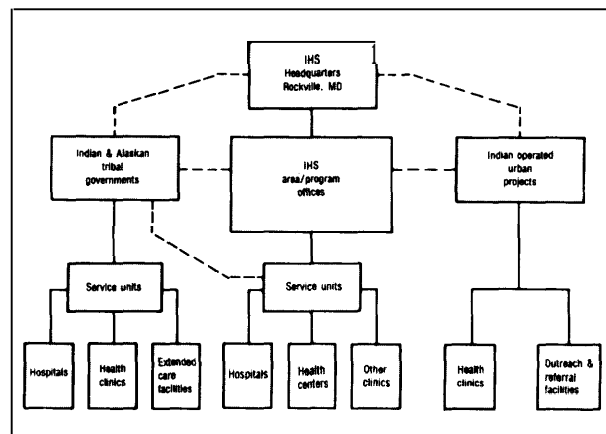 IHS
Headquarters
Rockville, MD
Indian & Alaskan
tribal
governments
IHS
area/program
offices
Indian operated
urban
projects
Service units
Service units
Hospitals
Health
clinics
Extended
care
facilities
Hospitals
Health
centers
Other
clinics
Health
clinics
Outreach &
referral
facilities